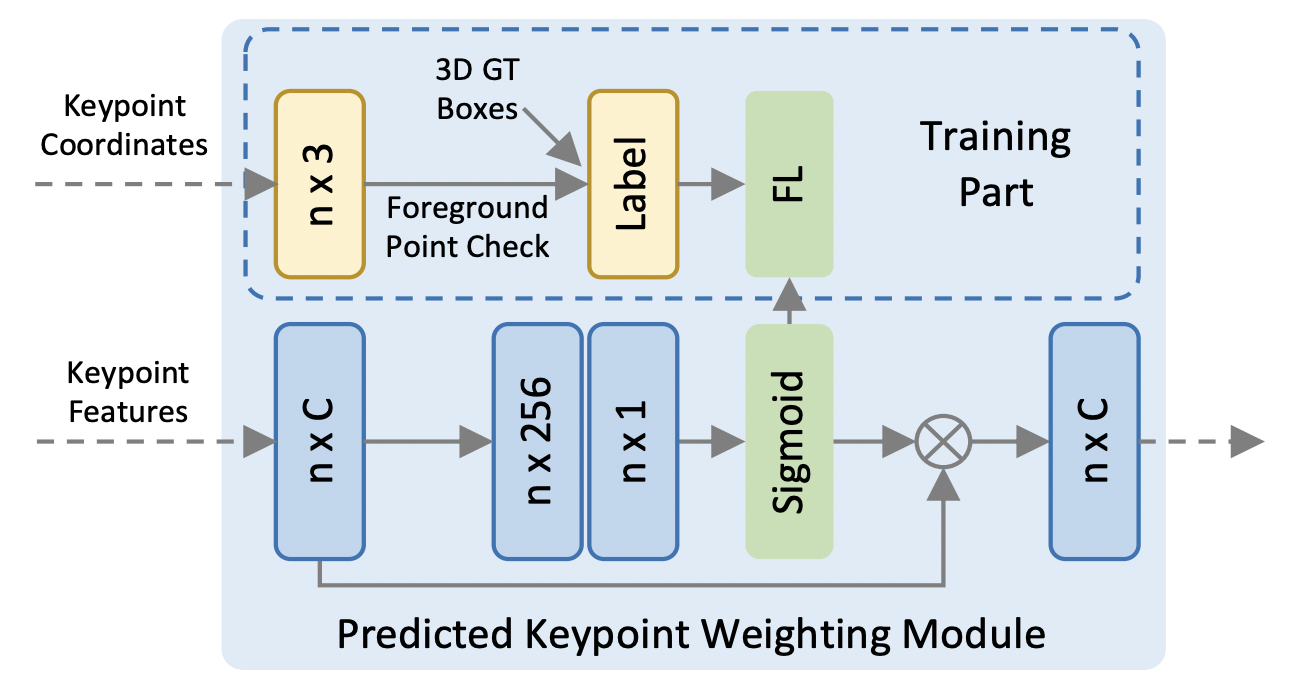 Keypoint
Coordinates
n x 3
3D GT
Boxes
Foreground
Point Check
Label
FL
Training
Part
Keypoint
Features
n x C
n x 256
n x 1
Sigmoid
n x C
Predicted Keypoint Weighting Module